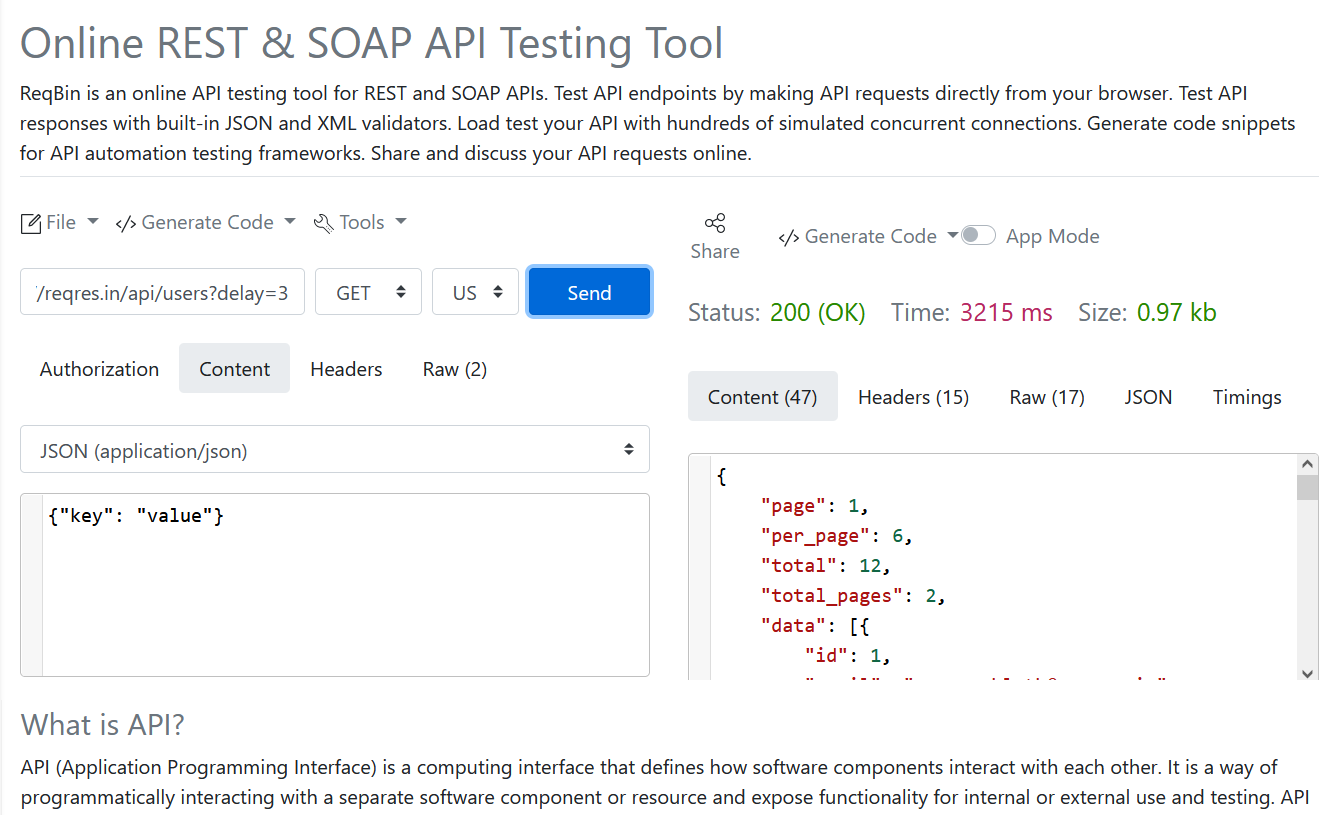 Online REST & SOAP API Testing Tool
ReqBin is an online API testing tool for REST and SOAP APIs. Test API endpoints by making API requests directly from your browser. Test API
responses with built-in JSON and XML validators. Load test your API with hundreds of simulated concurrent connections. Generate code snippets
for API automation testing frameworks. Share and discuss your API requests online.
File
</> Generate Code
Tools
/reqres.in/api/users?delay=3
GET
US
Send
Authorization
Content
Headers
Raw (2)
JSON (application/json)
{"key": "value"}
Share
</> Generate Code
App Mode
Status: 200 (OK) Time: 3215 ms Size: 0.97 kb
Content (47)
Headers (15)
Raw (17)
JSON
Timings
{
"page": 1,
"per_page": 6,
"total": 12,
"total_pages": 2,
"data": [{
"id": 1,
What is API?
API (Application Programming Interface) is a computing interface that defines how software components interact with each other. It is a way of
programmatically interacting with a separate software component or resource and expose functionality for internal or external use and testing. API